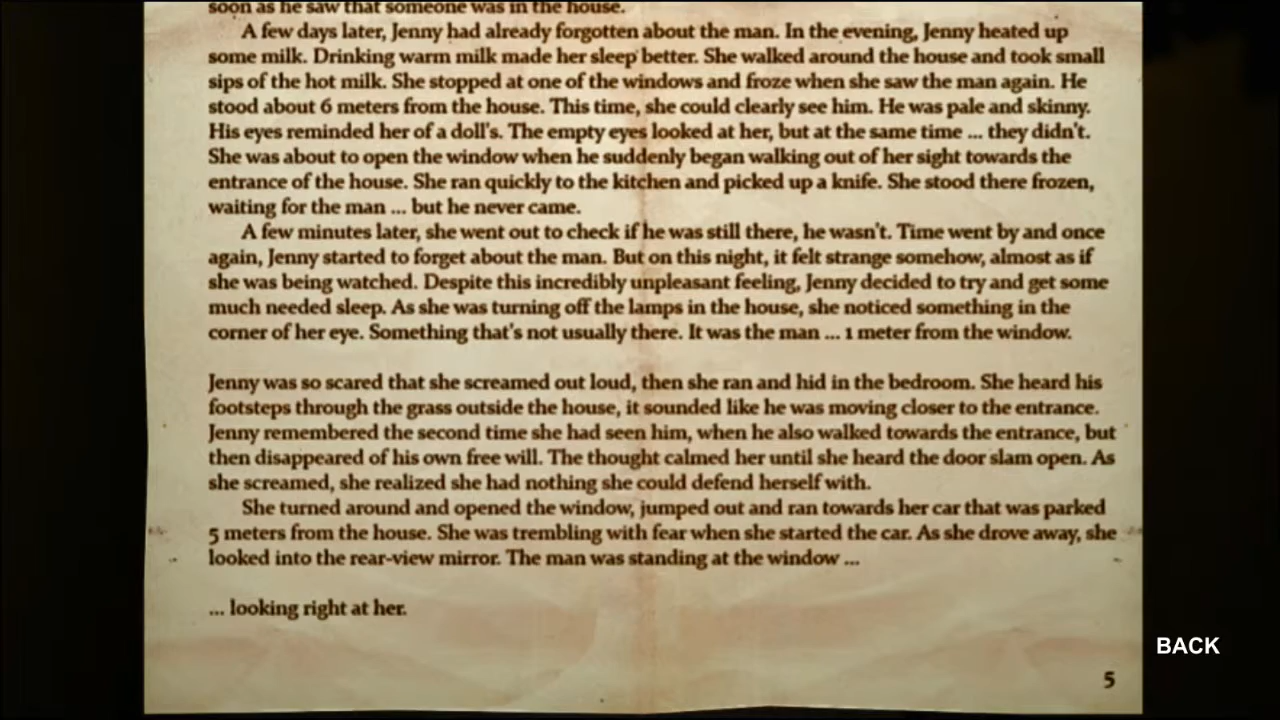 soon as he saw that someone was in the house.
A few days later, Jenny had already forgotten about the man. In the evening, Jenny heated up
some milk. Drinking warm milk made her sleep better. She walked around the house and took small
sips of the hot milk. She stopped at one of the windows and froze when she saw the man again. He
stood about 6 meters from the house. This time, she could clearly see him. He was pale and skinny.
His eyes reminded her of a doll's. The empty eyes looked at her, but at the same time ... they didn't.
She was about to open the window when he suddenly began walking out of her sight towards the
entrance of the house. She ran quickly to the kitchen and picked up a knife. She stood there frozen,
waiting for the man ... but he never came.
A few minutes later, she went out to check if he was still there, he wasn't. Time went by and once
again, Jenny started to forget about the man. But on this night, it felt strange somehow, almost as if
she was being watched. Despite this incredibly unpleasant feeling, Jenny decided to try and get some
much needed sleep. As she was turning off the lamps in the house, she noticed something in the
corner of her eye. Something that's not usually there. It was the man ... 1 meter from the window.
Jenny was so scared that she screamed out loud, then she ran and hid in the bedroom. She heard his
footsteps through the grass outside the house, it sounded like he was moving closer to the entrance.
Jenny remembered the second time she had seen him, when he also walked towards the entrance, but
then disappeared of his own free will. The thought calmed her until she heard the door slam open. As
she screamed, she realized she had nothing she could defend herself with.
She turned around and opened the window, jumped out and ran towards her car that was parked
5 meters from the house. She was trembling with fear when she started the car. As she drove away, she
looked into the rear-view mirror. The man was standing at the window ...
... looking right at her.
BACK
5